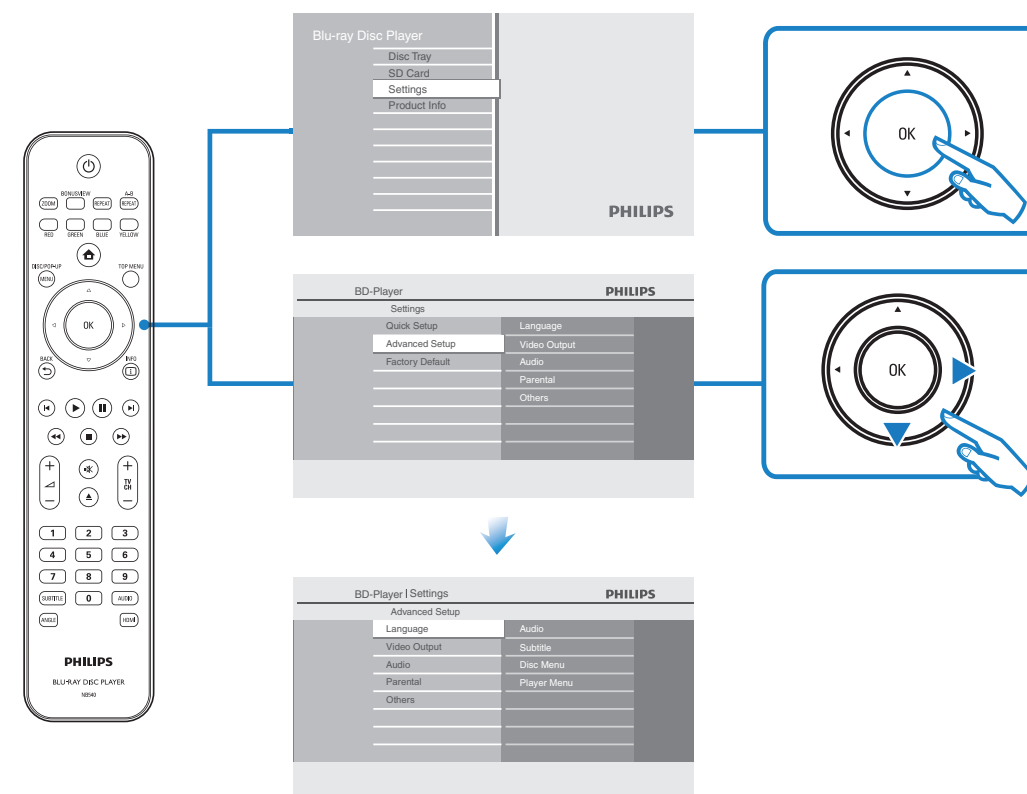 Blu-ray Disc Player
Disc Tray
SD Card
Settings
Product Info
PHILIPS
OK
BONUSVIEW A-B
ZOOM REPEAT REPEAT
RED GREEN BLUE YELLOW
DISC/POP-UP TOP MENU
MENU
OK
BACK INFO
TV
CH
1 2 3
4 5 6
7 8 9
SUBTITLE 0 AUDIO
ANGLE HDMI
PHILIPS
BLU-RAY DISC PLAYER
NB540
BD-Player PHILIPS
Settings
Quick Setup Language
Advanced Setup Video Output
Factory Default Audio
Parental
Others
OK
BD-Player | Settings PHILIPS
Advanced Setup
Language Audio
Video Output Subtitle
Audio Disc Menu
Parental Player Menu
Others